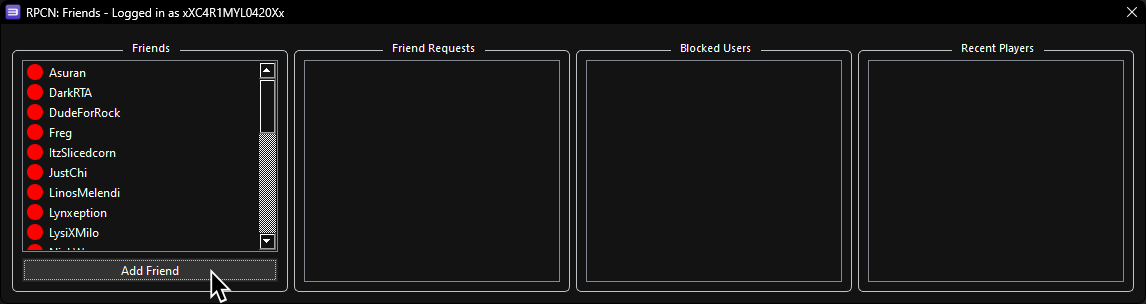 RPCN: Friends - Logged in as xXC4R1MYL0420Xx
Friends
Asuran
DarkRTA
DudeForRock
Freg
ItzSlicedcorn
JustChi
LinosMelendi
Lynxeption
LysiXMilo
Add Friend
Friend Requests
Blocked Users
Recent Players